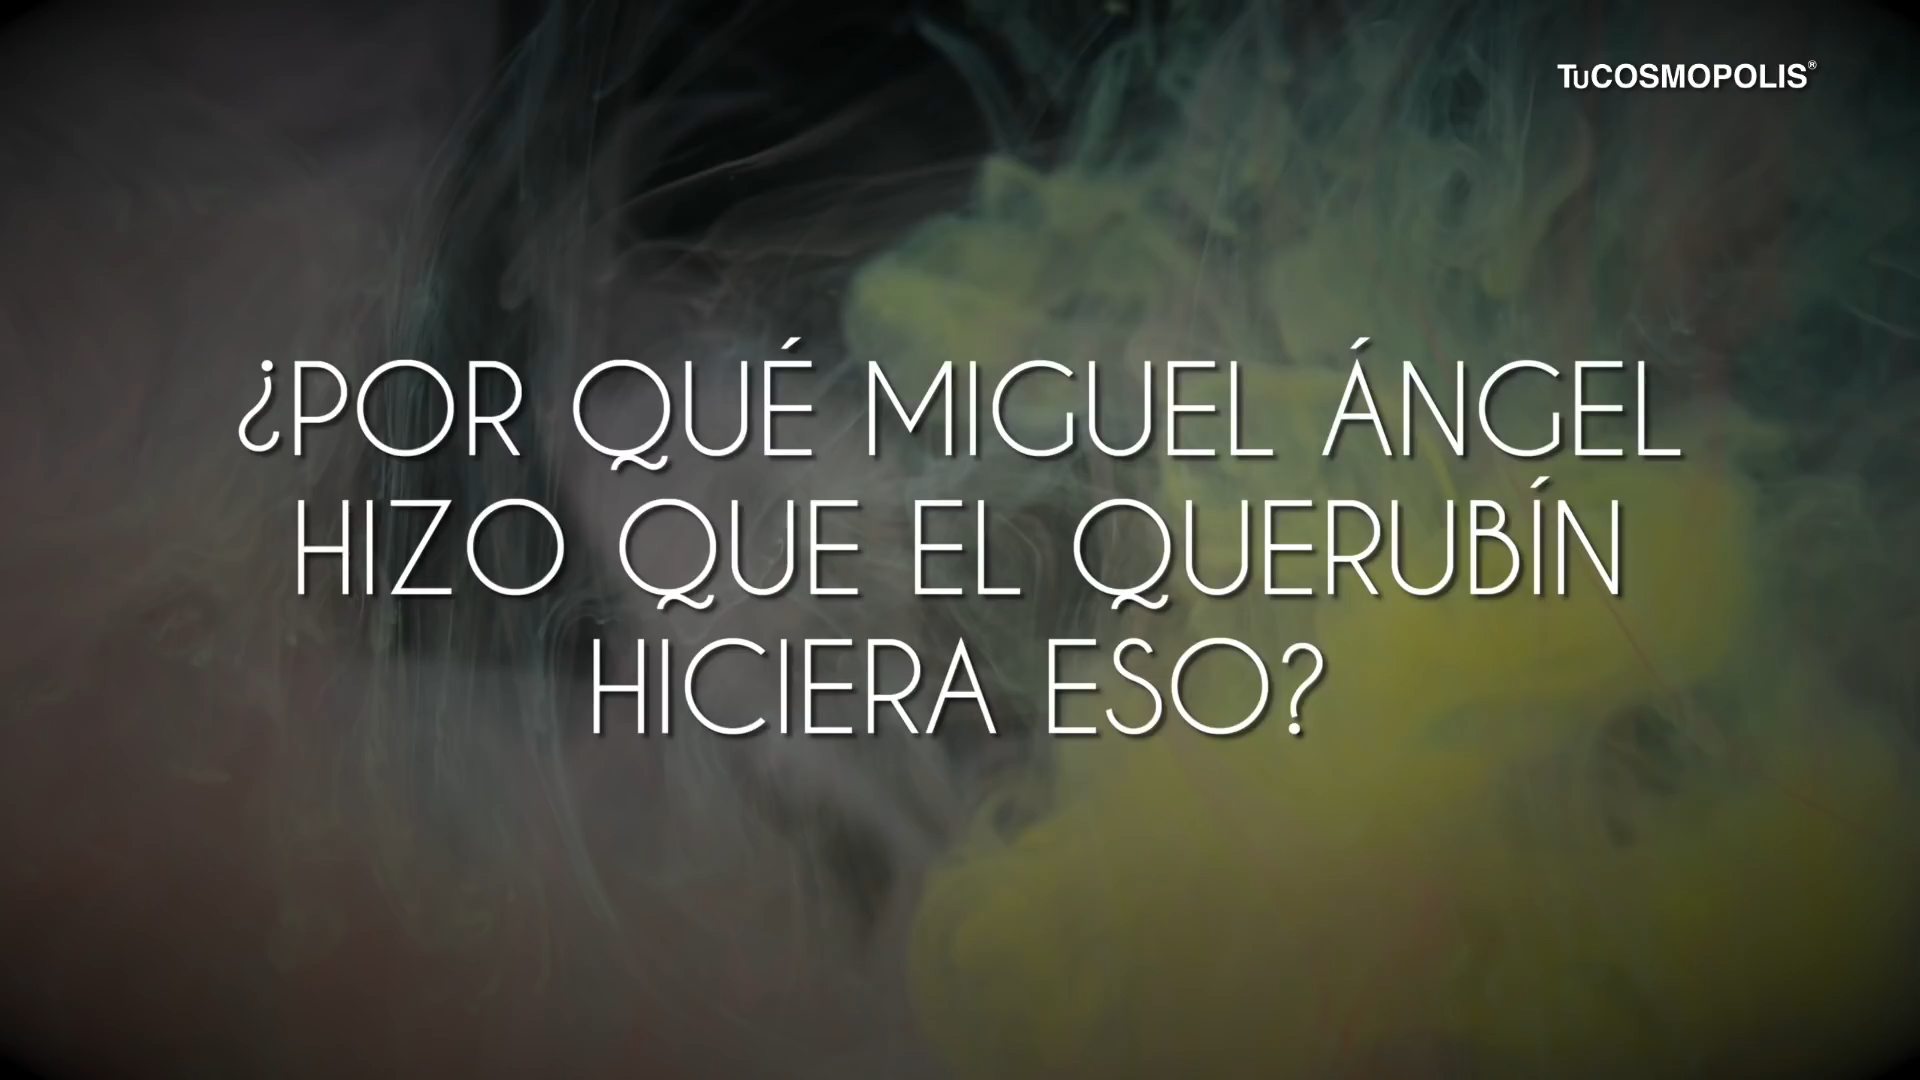 TuCOSMOPOLIS®
¿POR QUÉ MIGUEL ÁNGEL
HIZO QUE EL QUERUBÍN
HICIERA ESO?